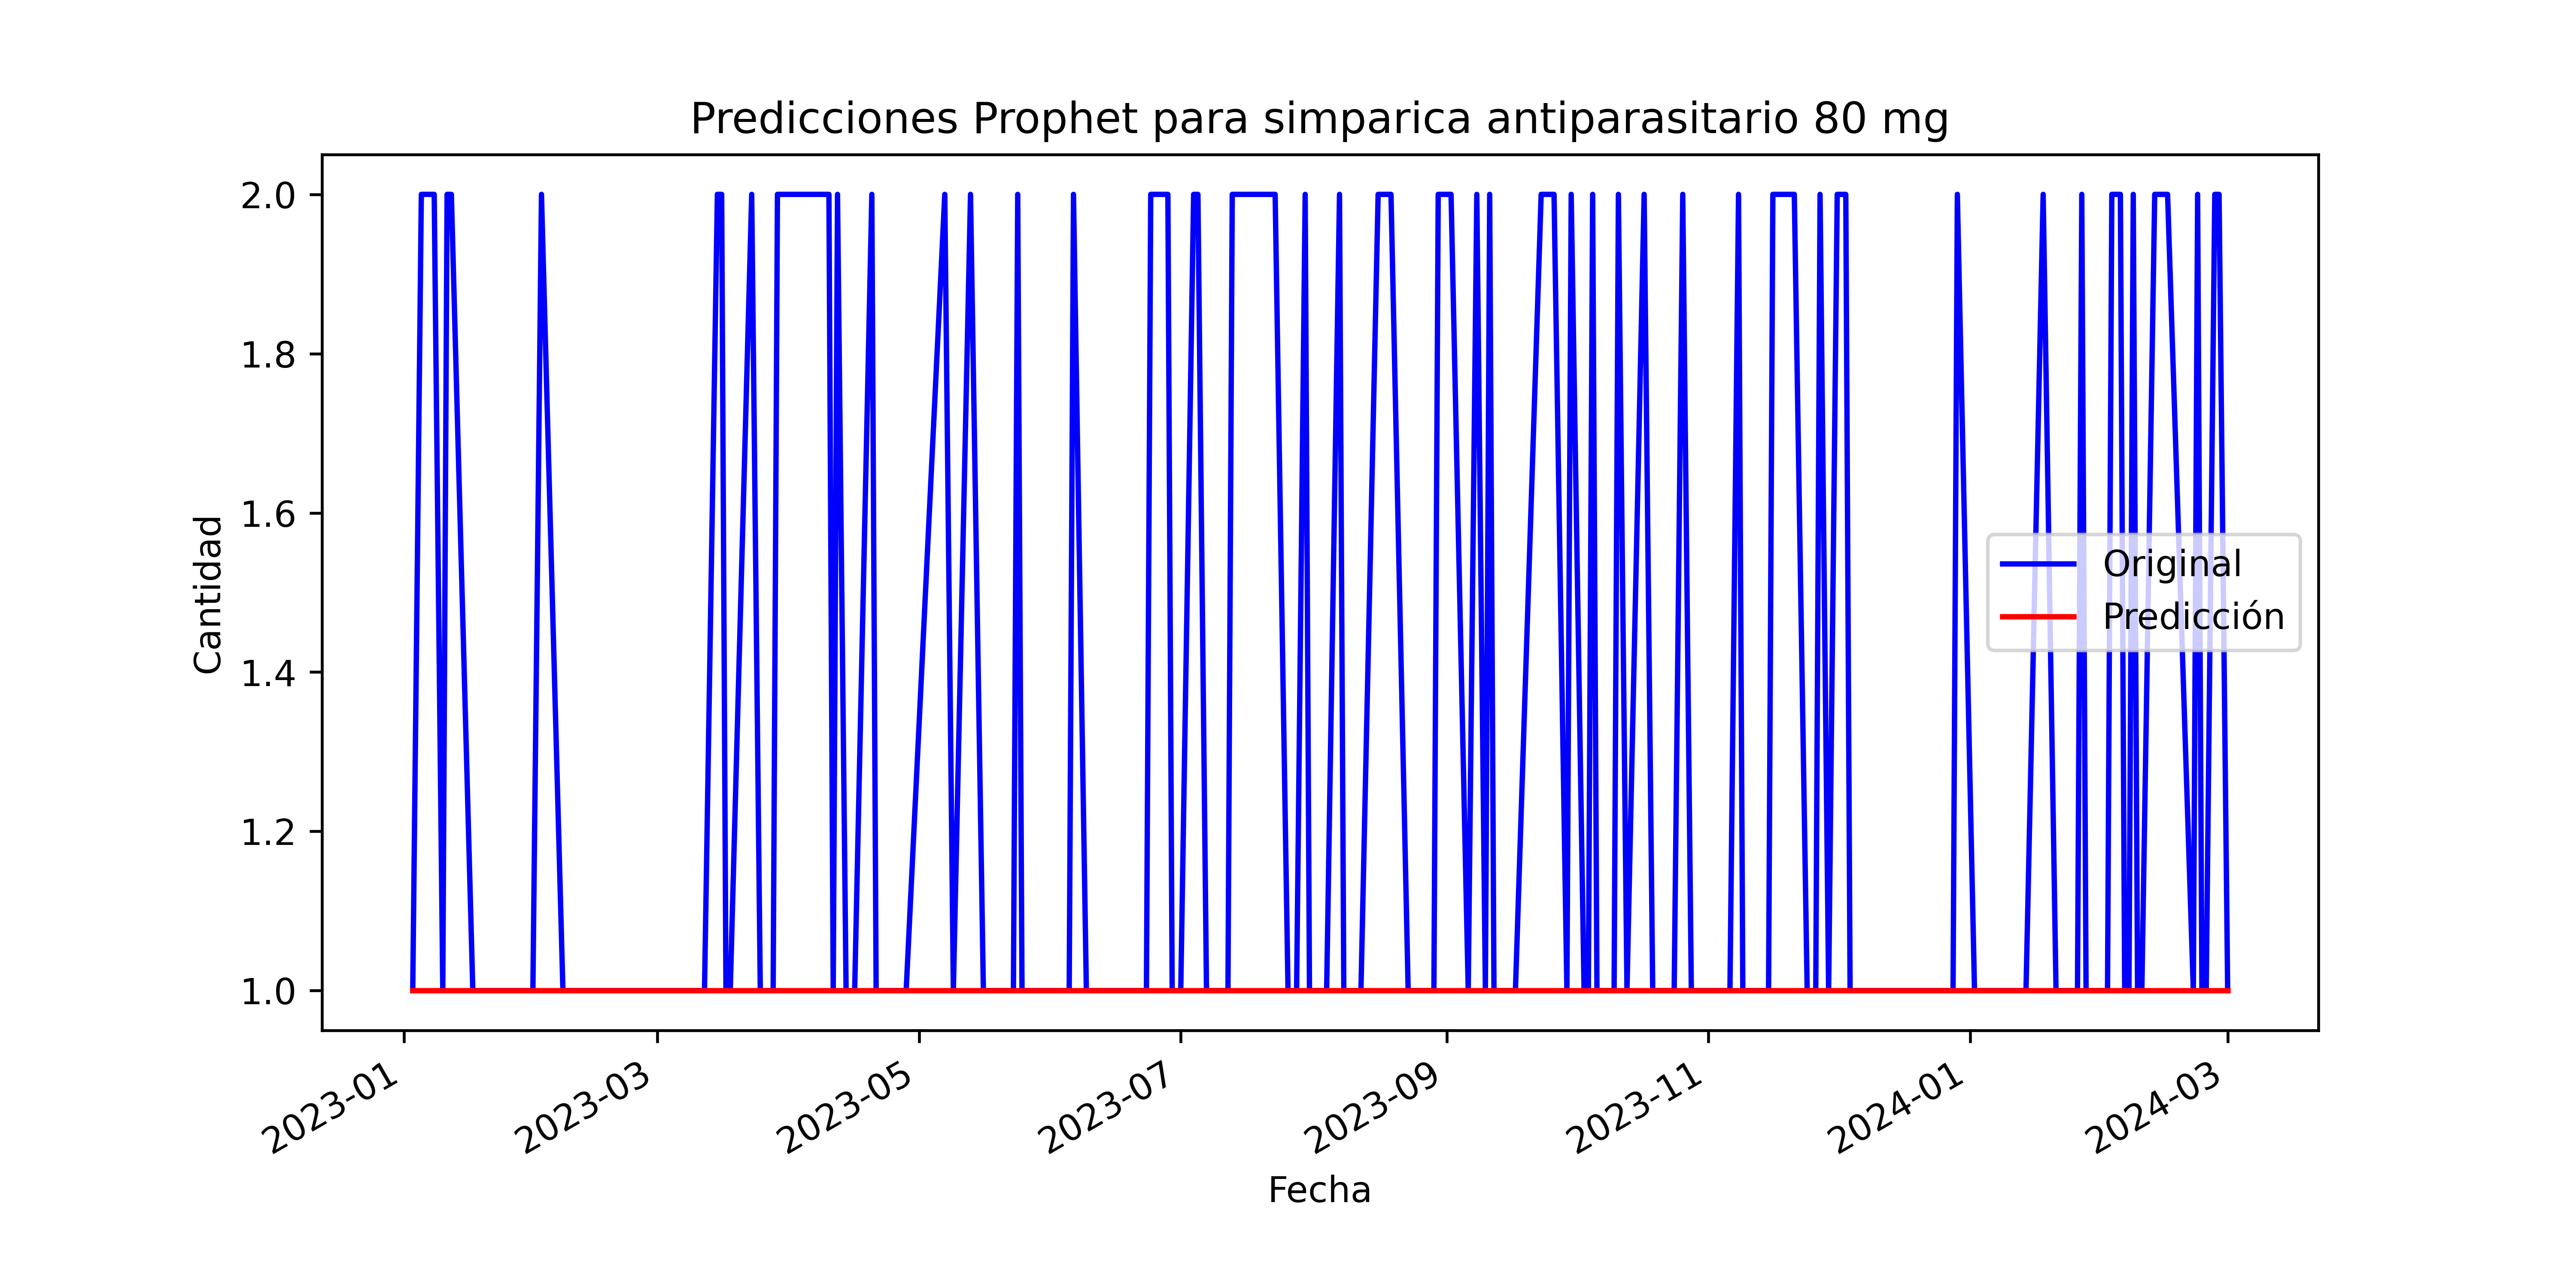 Predicciones Prophet para simparica antiparasitario 80 mg
Cantidad
2.0
1.8
1.6
1.4
1.2
1.0
Original
Predicción
2023-01
2023-03
2023-05
2023-07
2023-09
2023-11
2024-01
2024-03
Fecha